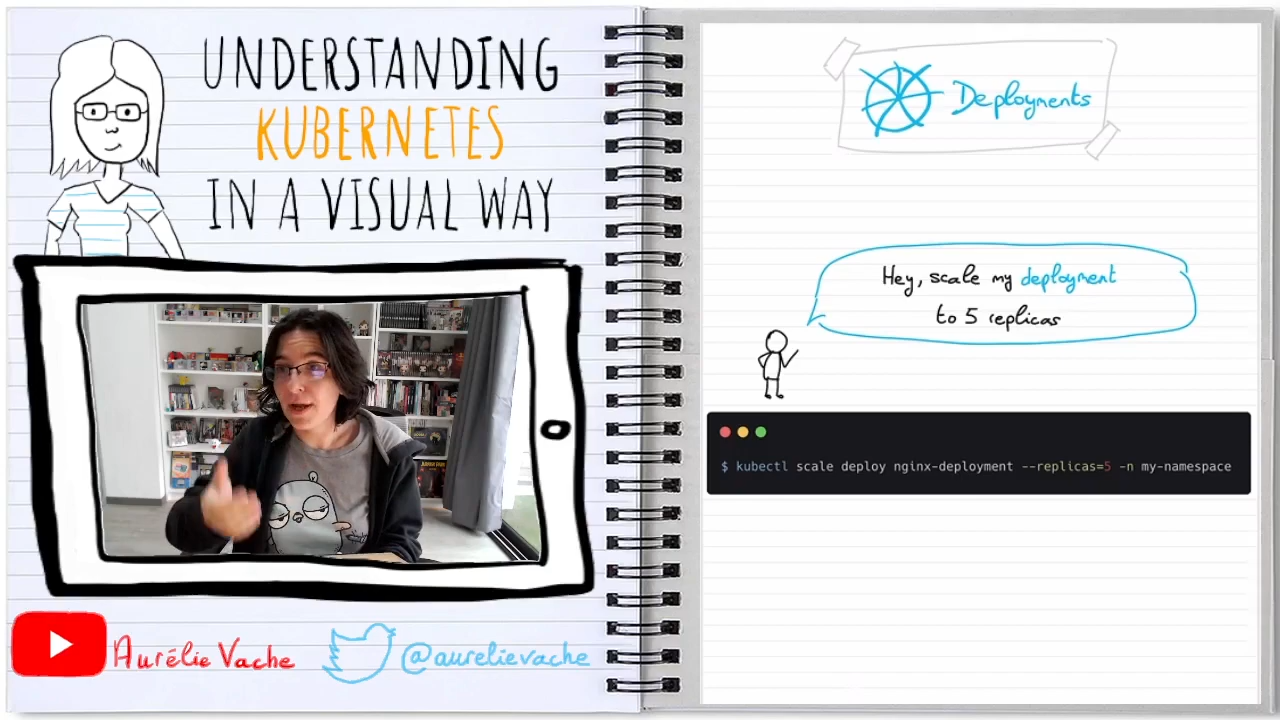 UNDERSTANDING
KUBERNETES
IN A VISUAL WAY
Aurélie Vache
@aurelievache
Deployments
Hey, scale my deployment
to 5 replicas
$ kubectl scale deploy nginx-deployment --replicas=5 -n my-namespace